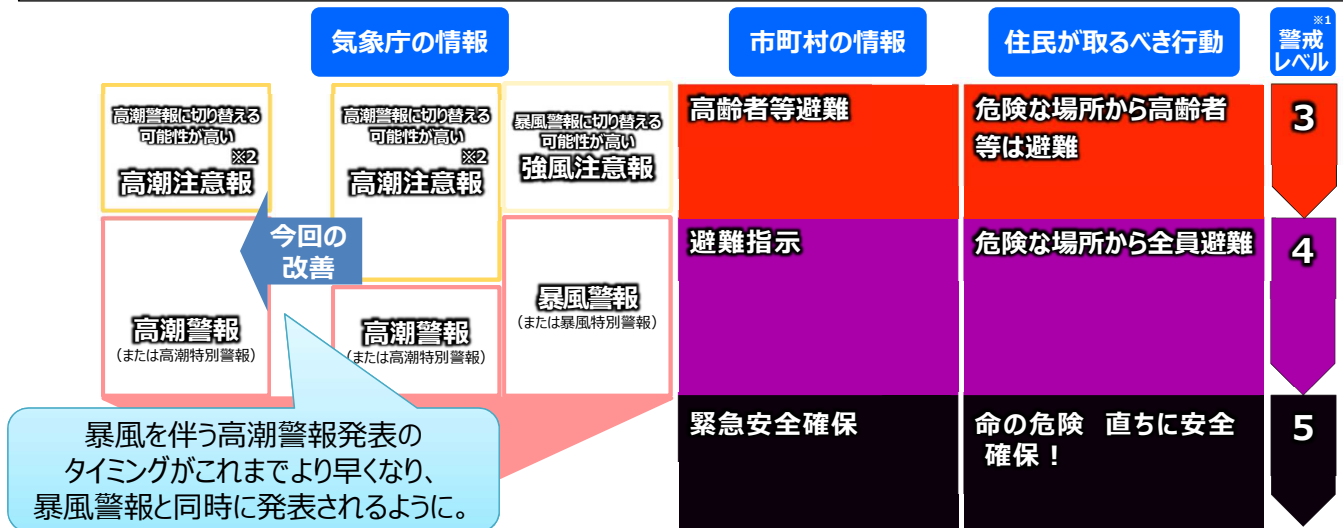 気象庁の情報
市町村の情報
住民が取るべき行動
※1
警戒
レベル
高潮警報に切り替える
可能性が高い
※2
高潮注意報
高潮警報に切り替える
可能性が高い
※2
高潮注意報
暴風警報に切り替える
可能性が高い
強風注意報
高齢者等避難
危険な場所から高齢者
等は避難
3
今回の
改善
高潮警報
（または高潮特別警報）
高潮警報
（または高潮特別警報）
暴風警報
（または暴風特別警報）
避難指示
危険な場所から全員避難
4
暴風を伴う高潮警報発表の
タイミングがこれまでより早くなり、
暴風警報と同時に発表されるように。
緊急安全確保
命の危険 直ちに安全
確保！
5